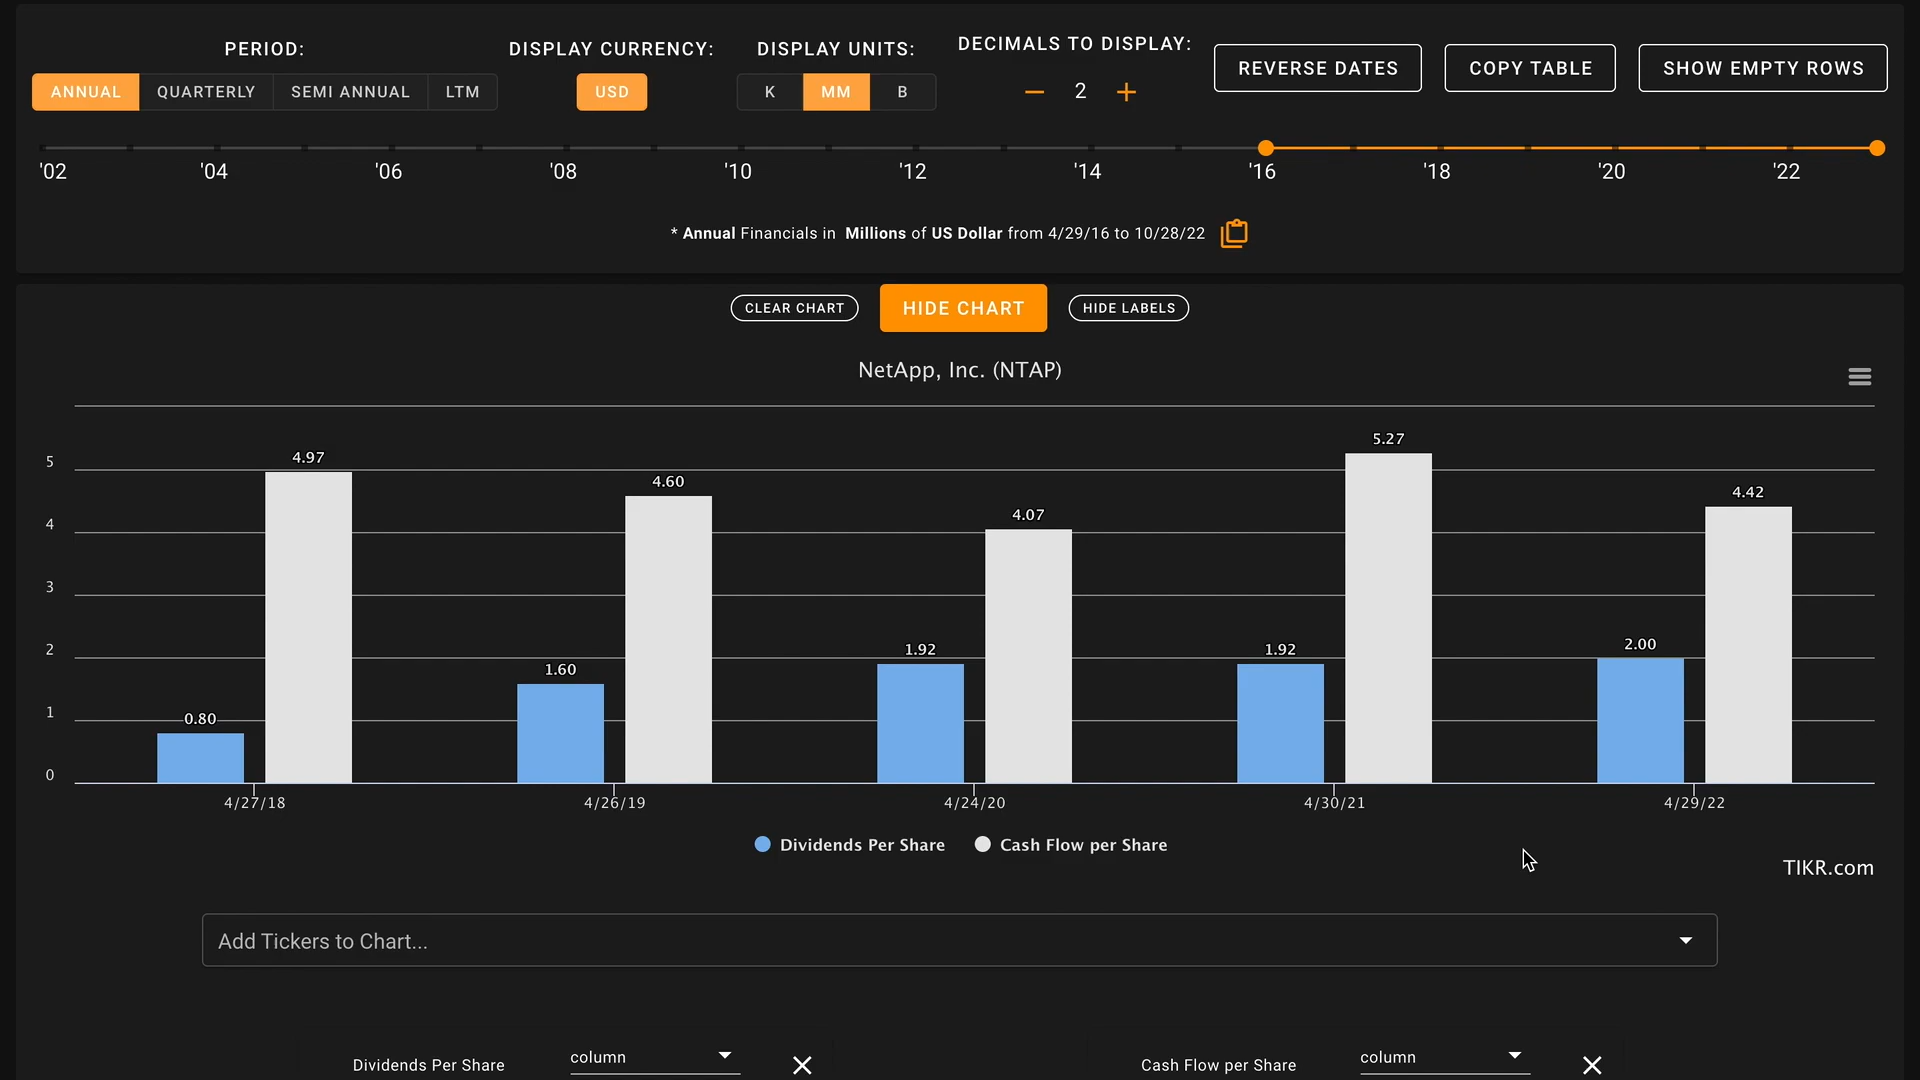 PERIOD:
ANNUAL QUARTERLY SEMI ANNUAL LTM
DISPLAY CURRENCY:
USD
DISPLAY UNITS:
K MM B
DECIMALS TO DISPLAY:
2
REVERSE DATES
COPY TABLE
SHOW EMPTY ROWS
'02 '04 '06 '08 '10 '12 '14 '16 '18 '20 '22
* Annual Financials in Millions of US Dollar from 4/29/16 to 10/28/22
CLEAR CHART
HIDE CHART
HIDE LABELS
NetApp, Inc. (NTAP)
5
4
3
2
1
0
0.80 4.97
1.60 4.60
1.92 4.07
1.92 5.27
2.00 4.42
4/27/18 4/26/19 4/24/20 4/30/21 4/29/22
Dividends Per Share Cash Flow per Share
TIKR.com
Add Tickers to Chart...
Dividends Per Share column
Cash Flow per Share column